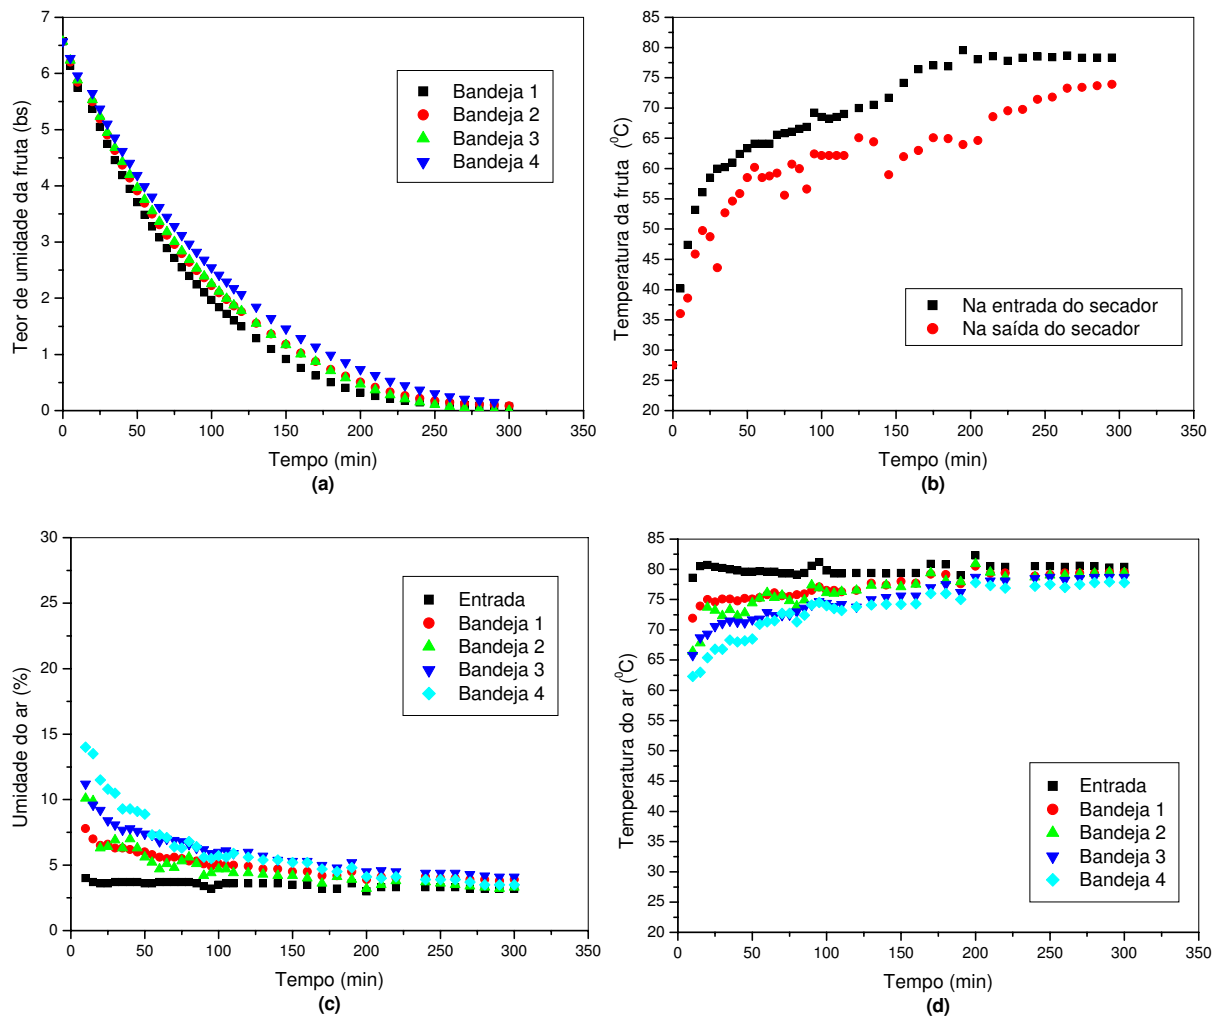 7
6
5
4
3
2
1
0
Teor de umidade da fruta (bs)
Bandeja 1
Bandeja 2
Bandeja 3
Bandeja 4
0 50 100 150 200 250 300 350
Tempo (min)
(a)
85
80
75
70
65
60
55
50
45
40
35
30
25
20
Temperatura da fruta (⁰C)
Na entrada do secador
Na saída do secador
0 50 100 150 200 250 300 350
Tempo (min)
(b)
30
25
20
15
10
5
0
Umidade do ar (%)
Entrada
Bandeja 1
Bandeja 2
Bandeja 3
Bandeja 4
0 50 100 150 200 250 300 350
Tempo (min)
(c)
85
80
75
70
65
60
55
50
45
40
35
30
25
20
Temperatura do ar (⁰C)
Entrada
Bandeja 1
Bandeja 2
Bandeja 3
Bandeja 4
0 50 100 150 200 250 300 350
Tempo (min)
(d)